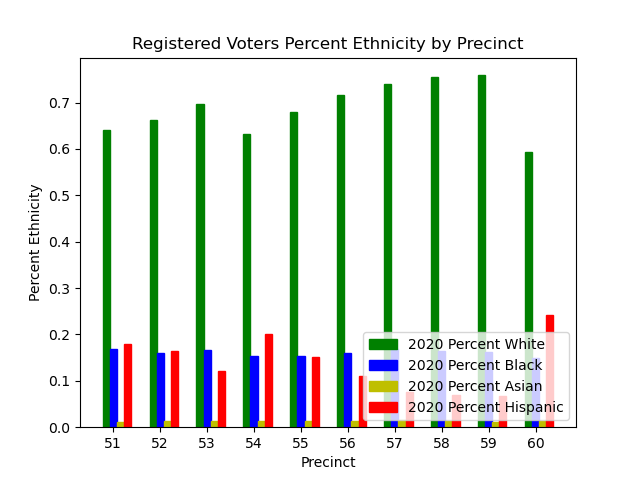 Registered Voters Percent Ethnicity by Precinct
Percent Ethnicity
0.7
0.6
0.5
0.4
0.3
0.2
0.1
0.0
2020 Percent White
2020 Percent Black
2020 Percent Asian
2020 Percent Hispanic
51 52 53 54 55 56 57 58 59 60
Precinct